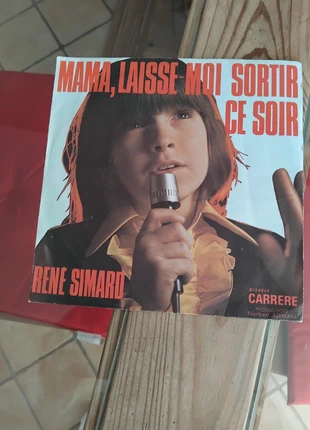 MAMA, LAISSE-MOI SORTIR
CE SOIR
RENE SIMARD
disques
CARRERE